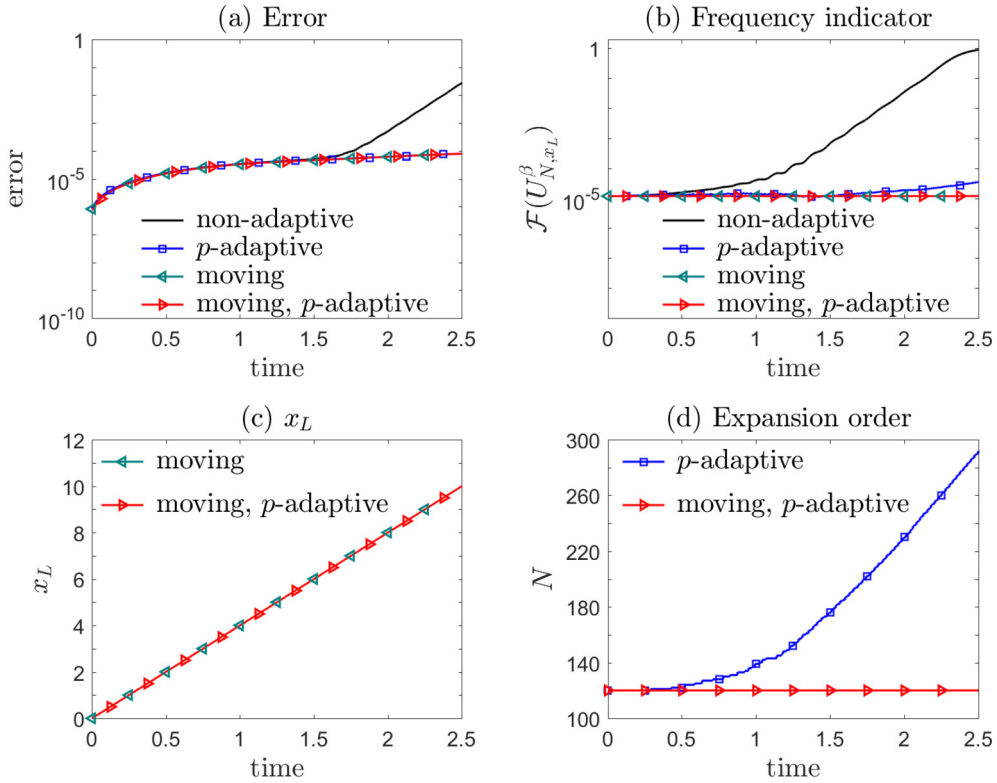 (a) Error
1
10^-5
10^-10
error
non-adaptive
p-adaptive
moving
moving, p-adaptive
0 0.5 1 1.5 2 2.5
time
(b) Frequency indicator
1
10^-5
F(U^β_{N,x_L})
non-adaptive
p-adaptive
moving
moving, p-adaptive
0 0.5 1 1.5 2 2.5
time
(c) x_L
12
10
8
6
4
2
0
x_L
moving
moving, p-adaptive
0 0.5 1 1.5 2 2.5
time
(d) Expansion order
300
260
220
180
140
100
N
p-adaptive
moving, p-adaptive
0 0.5 1 1.5 2 2.5
time